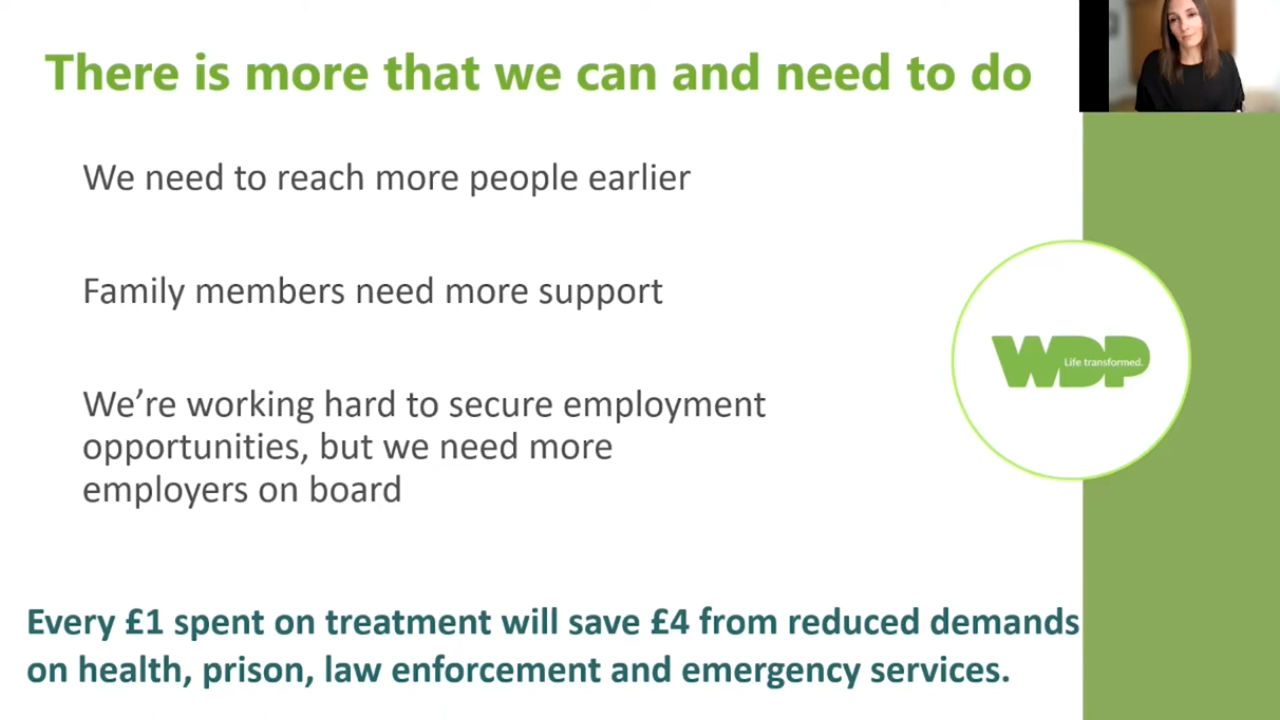 There is more that we can and need to do
We need to reach more people earlier
Family members need more support
We’re working hard to secure employment
opportunities, but we need more
employers on board
WDP
Life transformed.
Every £1 spent on treatment will save £4 from reduced demands
on health, prison, law enforcement and emergency services.